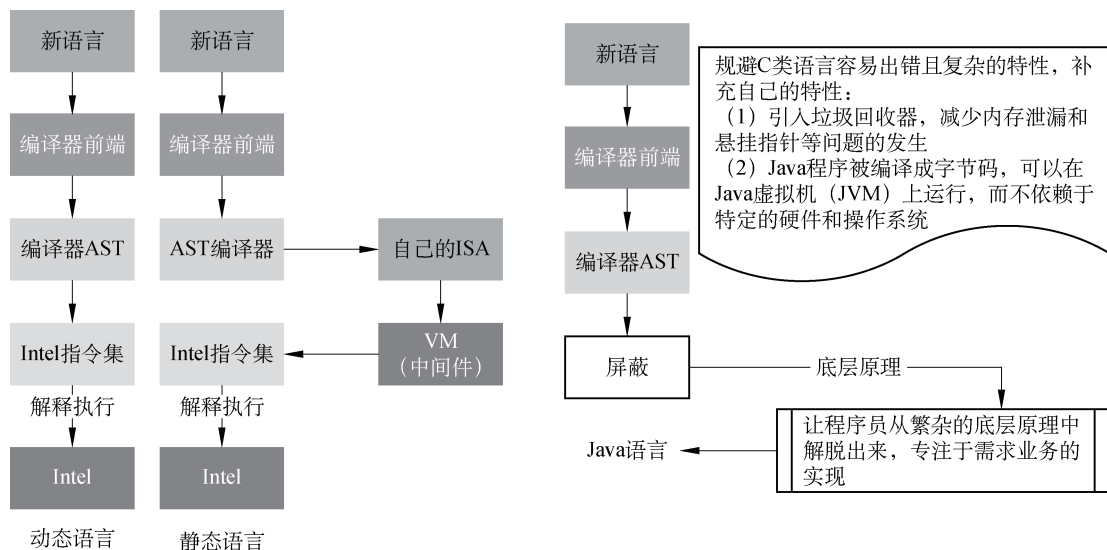 新语言
编译器前端
编译器AST
Intel指令集
解释执行
Intel
动态语言
新语言
编译器前端
AST编译器
Intel指令集
解释执行
Intel
静态语言
自己的ISA
VM
（中间件）
新语言
编译器前端
编译器AST
屏蔽
规避C类语言容易出错且复杂的特性，补
充自己的特性：
（1）引入垃圾回收器，减少内存泄漏和
悬挂指针等问题的发生
（2）Java程序被编译成字节码，可以在
Java虚拟机（JVM）上运行，而不依赖于
特定的硬件和操作系统
底层原理
让程序员从繁杂的底层原理中
解脱出来，专注于需求业务的
实现
Java语言